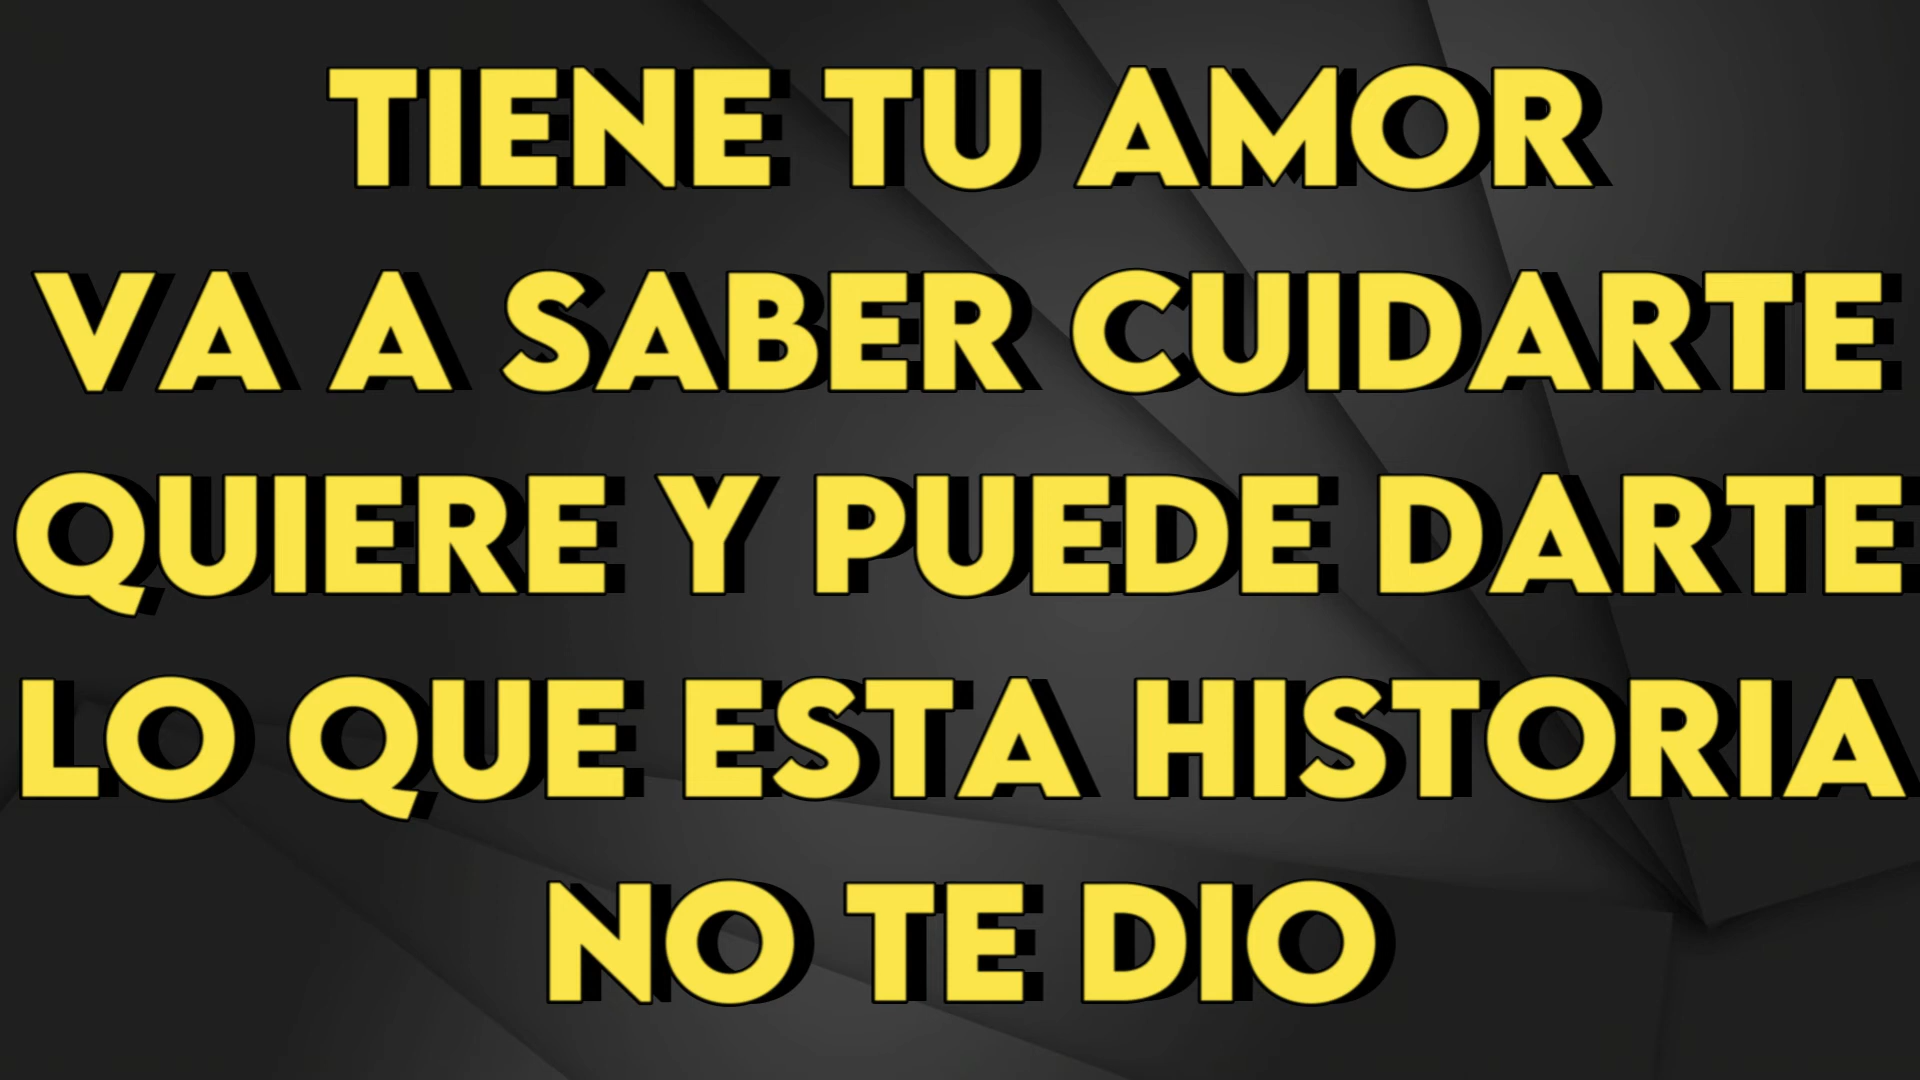 TIENE TU AMOR
VA A SABER CUIDARTE
QUIERE Y PUEDE DARTE
LO QUE ESTA HISTORIA
NO TE DIO